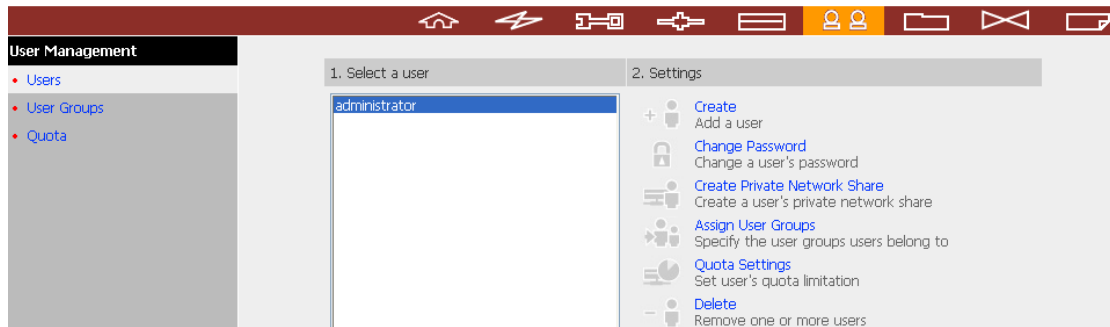 User Management
Users
User Groups
Quota
1. Select a user
administrator
2. Settings
Create
Add a user
Change Password
Change a user's password
Create Private Network Share
Create a user's private network share
Assign User Groups
Specify the user groups users belong to
Quota Settings
Set user's quota limitation
Delete
Remove one or more users